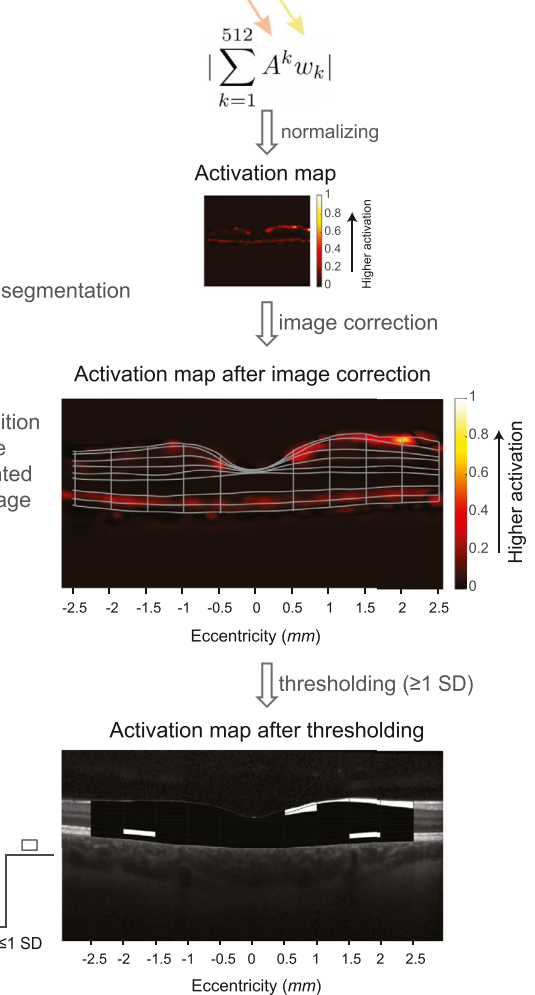 512
| ∑ A^k w_k |
k=1
normalizing
Activation map
1
0.8
0.6
0.4
0.2
0
Higher activation
segmentation
image correction
Activation map after image correction
ition
e
ated
age
1
0.8
0.6
0.4
0.2
0
Higher activation
-2.5 -2 -1.5 -1 -0.5 0 0.5 1 1.5 2 2.5
Eccentricity (mm)
thresholding (≥1 SD)
Activation map after thresholding
≤1 SD
-2.5 -2 -1.5 -1 -0.5 0 0.5 1 1.5 2 2.5
Eccentricity (mm)